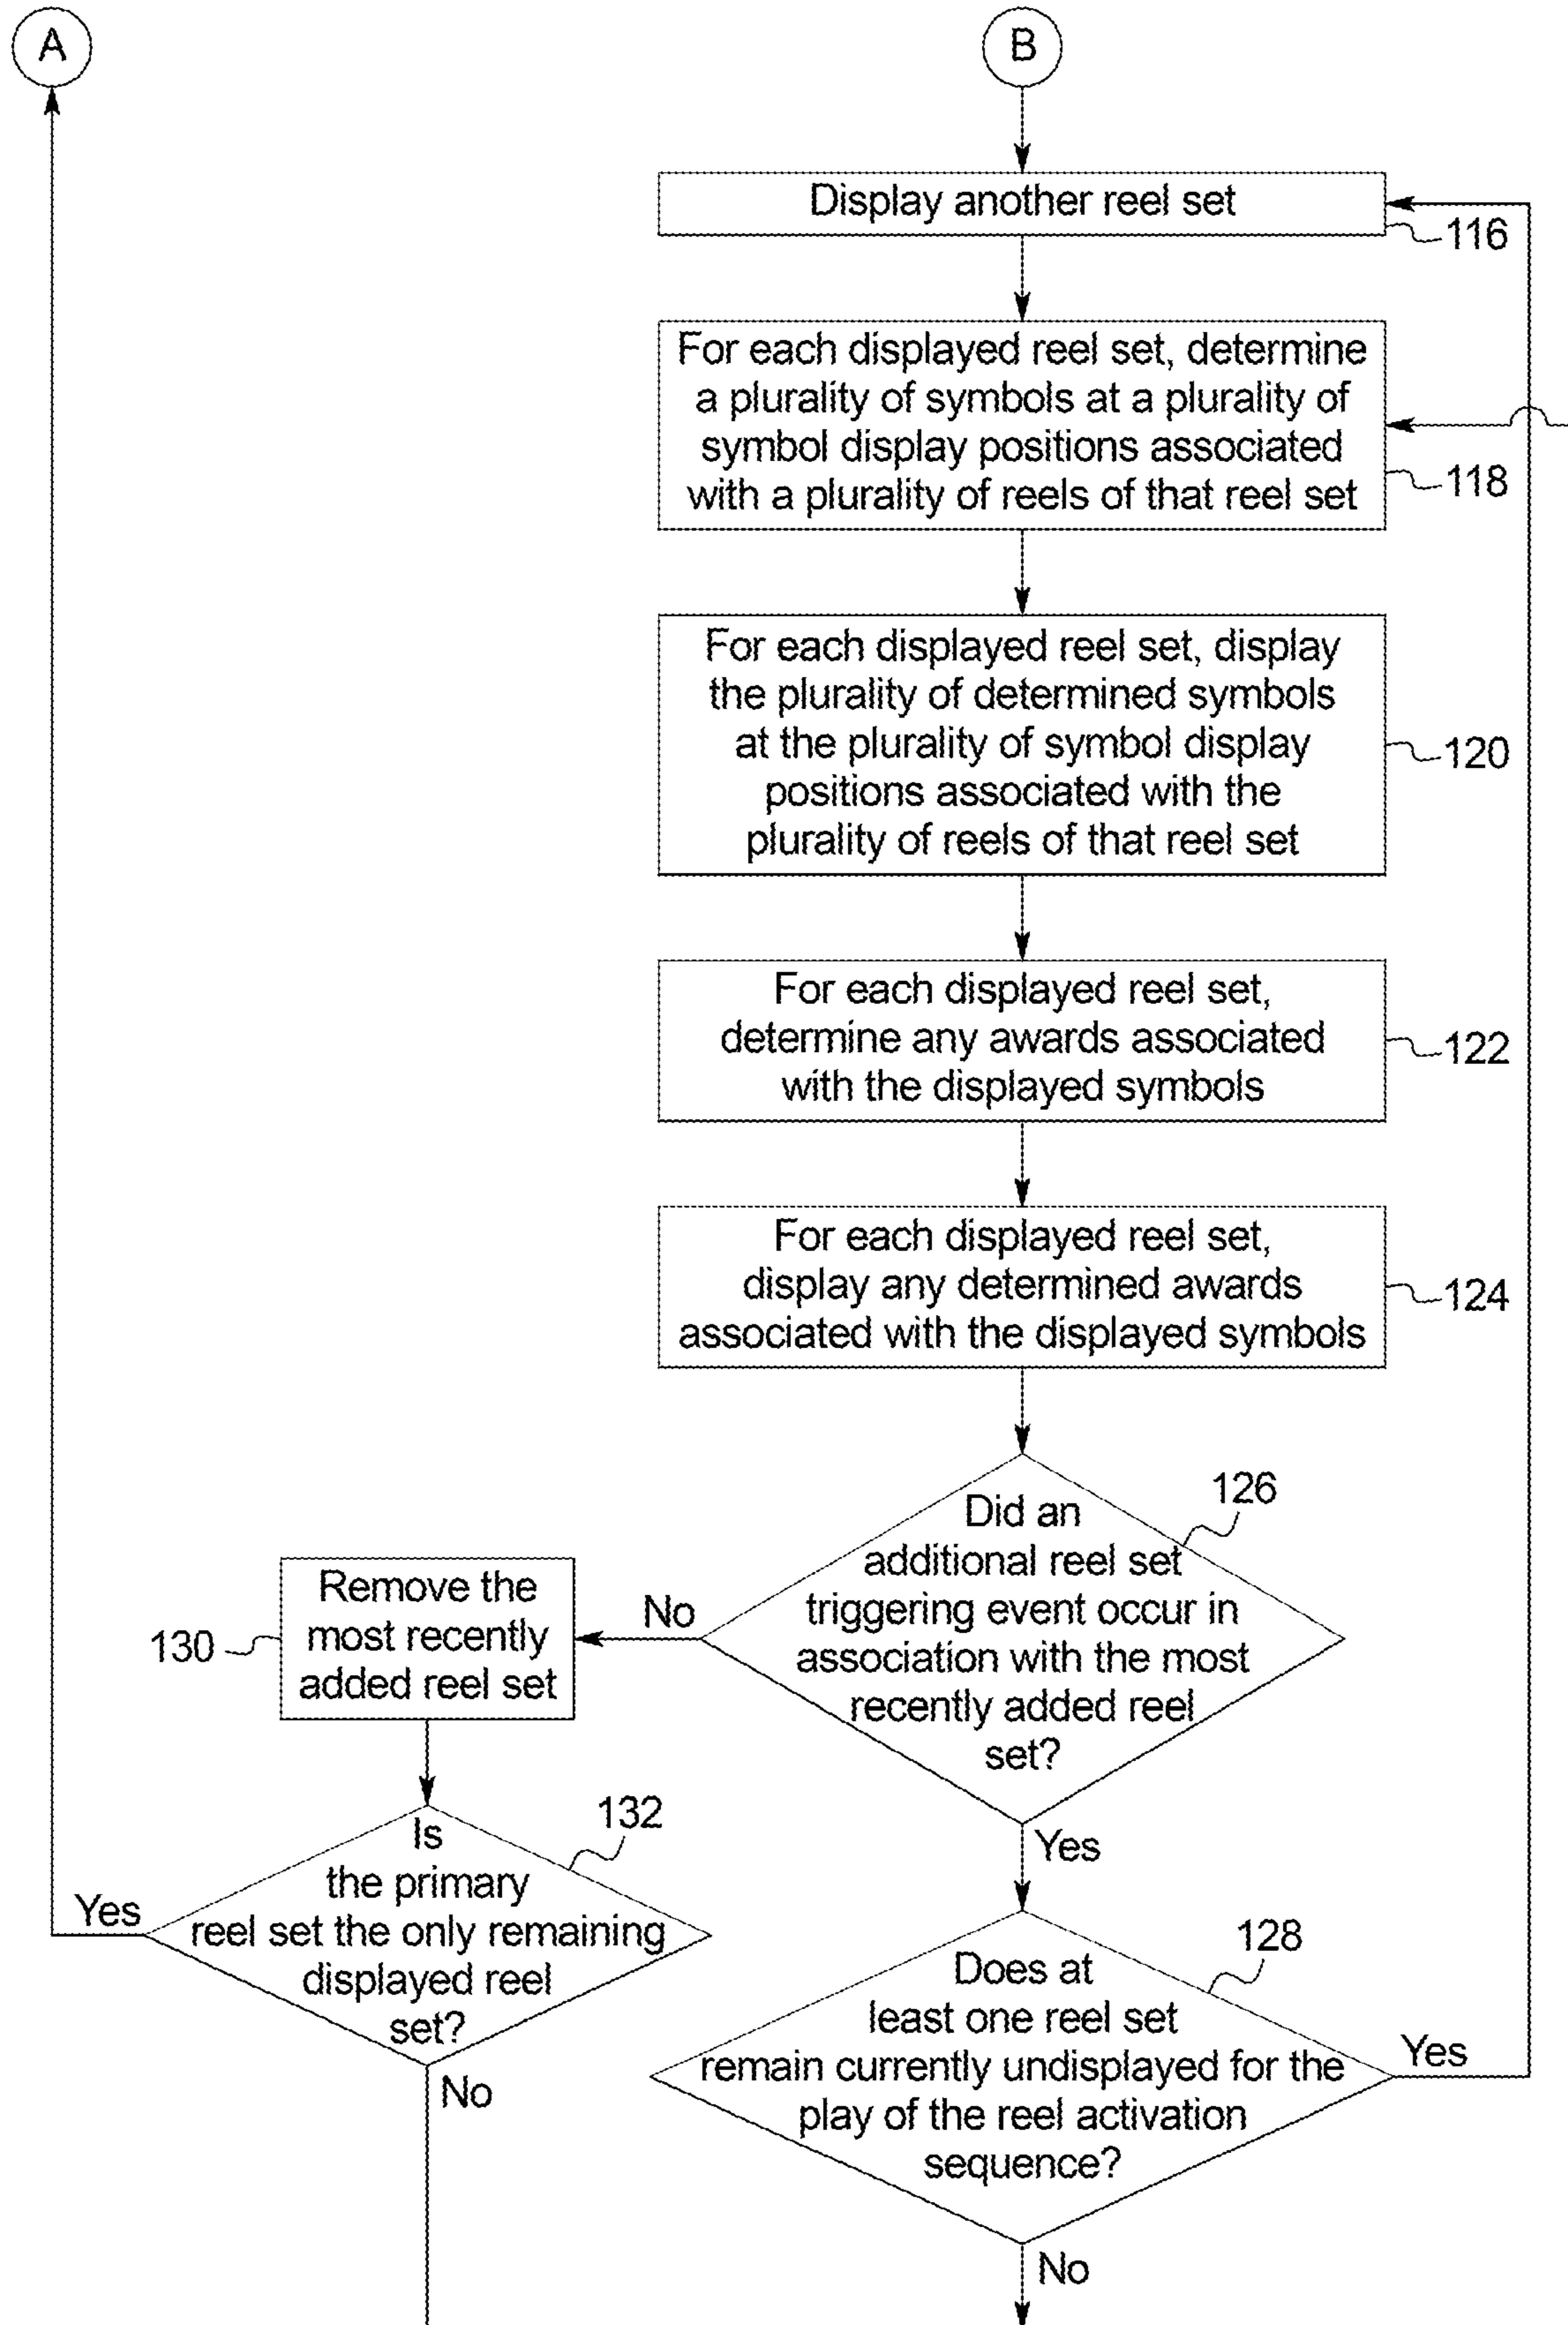 A
B
Display another reel set
116
For each displayed reel set, determine
a plurality of symbols at a plurality of
symbol display positions associated
with a plurality of reels of that reel set
118
For each displayed reel set, display
the plurality of determined symbols
at the plurality of symbol display
positions associated with the
plurality of reels of that reel set
120
For each displayed reel set,
determine any awards associated
with the displayed symbols
122
For each displayed reel set,
display any determined awards
associated with the displayed symbols
124
Did an
additional reel set
triggering event occur in
association with the most
recently added reel
set?
126
No
Yes
Remove the
most recently
added reel set
130
Is
the primary
reel set the only remaining
displayed reel
set?
132
Yes
No
Does at
least one reel set
remain currently undisplayed for the
play of the reel activation
sequence?
128
Yes
No